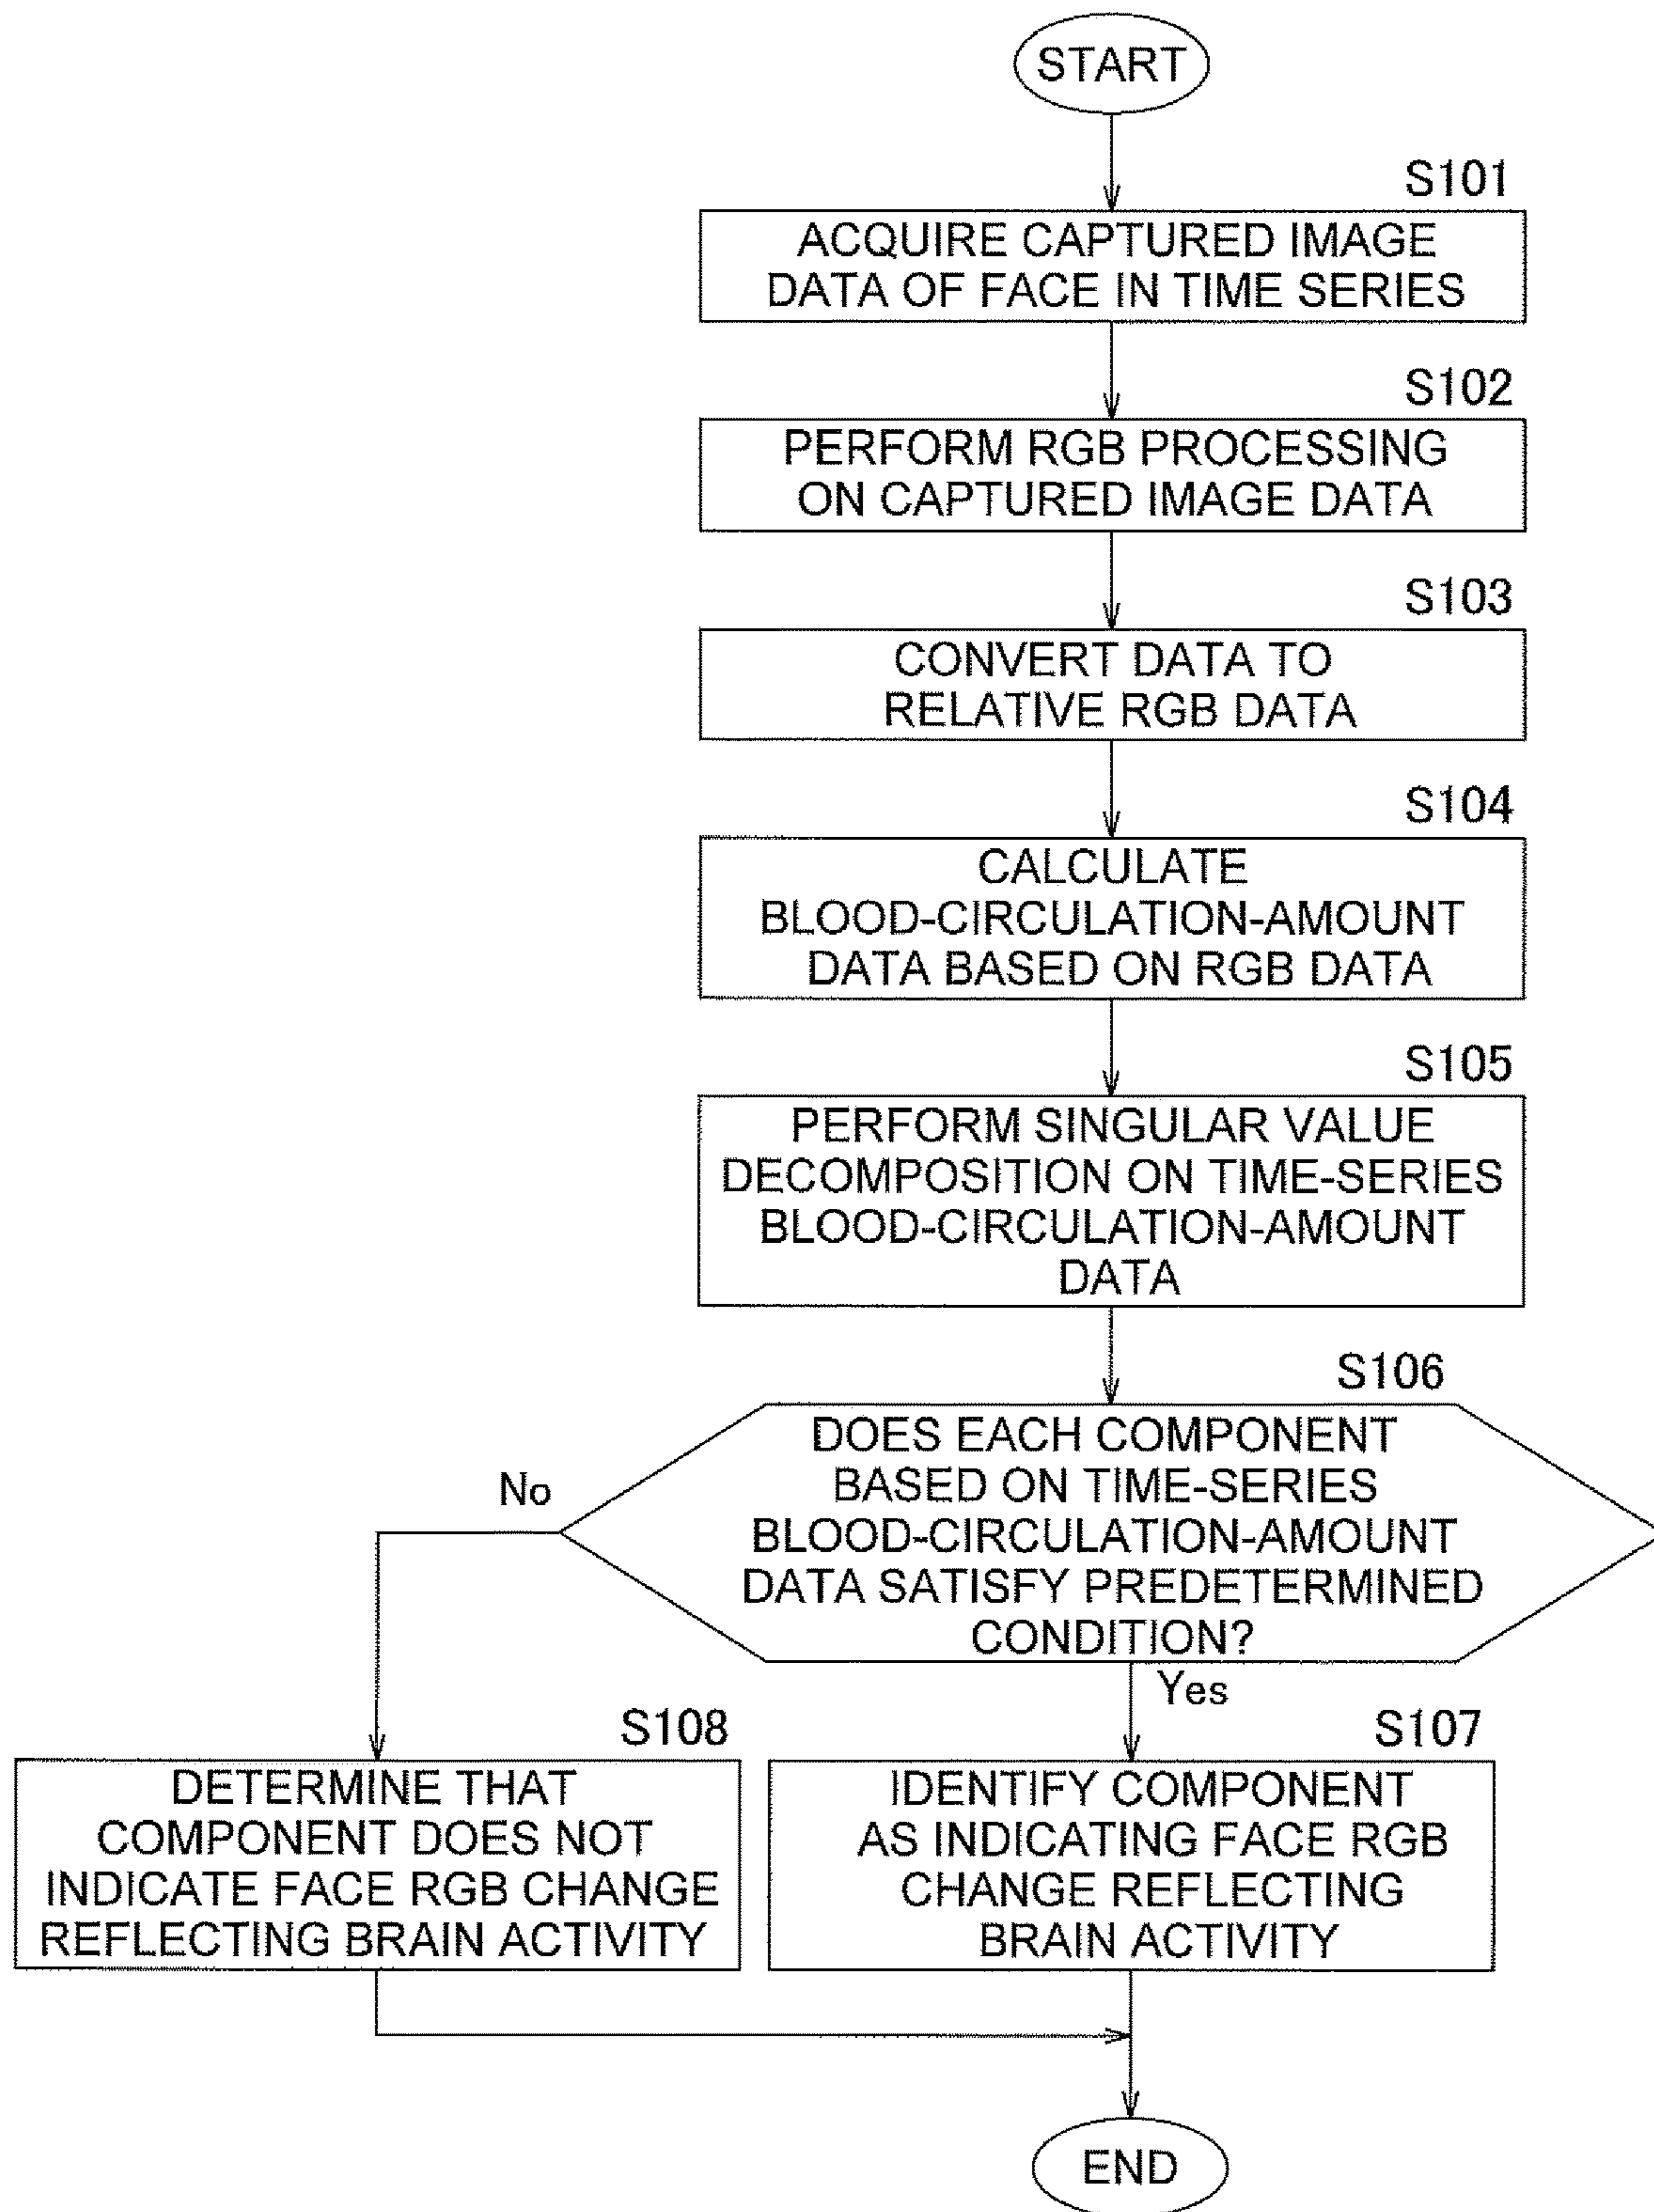 START
S101
ACQUIRE CAPTURED IMAGE
DATA OF FACE IN TIME SERIES
S102
PERFORM RGB PROCESSING
ON CAPTURED IMAGE DATA
S103
CONVERT DATA TO
RELATIVE RGB DATA
S104
CALCULATE
BLOOD-CIRCULATION-AMOUNT
DATA BASED ON RGB DATA
S105
PERFORM SINGULAR VALUE
DECOMPOSITION ON TIME-SERIES
BLOOD-CIRCULATION-AMOUNT
DATA
S106
DOES EACH COMPONENT
BASED ON TIME-SERIES
BLOOD-CIRCULATION-AMOUNT
DATA SATISFY PREDETERMINED
CONDITION?
No
Yes
S108
DETERMINE THAT
COMPONENT DOES NOT
INDICATE FACE RGB CHANGE
REFLECTING BRAIN ACTIVITY
S107
IDENTIFY COMPONENT
AS INDICATING FACE RGB
CHANGE REFLECTING
BRAIN ACTIVITY
END